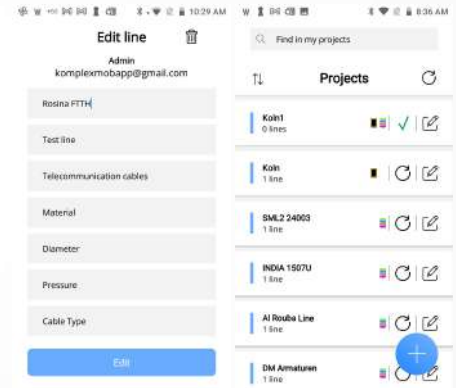 10:29 AM
Edit line
Admin
komplexmobapp@gmail.com
Rosina FTTH
Test line
Telecommunication cables
Material
Diameter
Pressure
Cable Type
Edit
8:36 AM
Find in my projects
Projects
Koln1
0 lines
Koln
1 line
SML2 24003
1 line
INDIA 1507U
1 line
Al Rouba Line
1 line
DM Armaturen
1 line